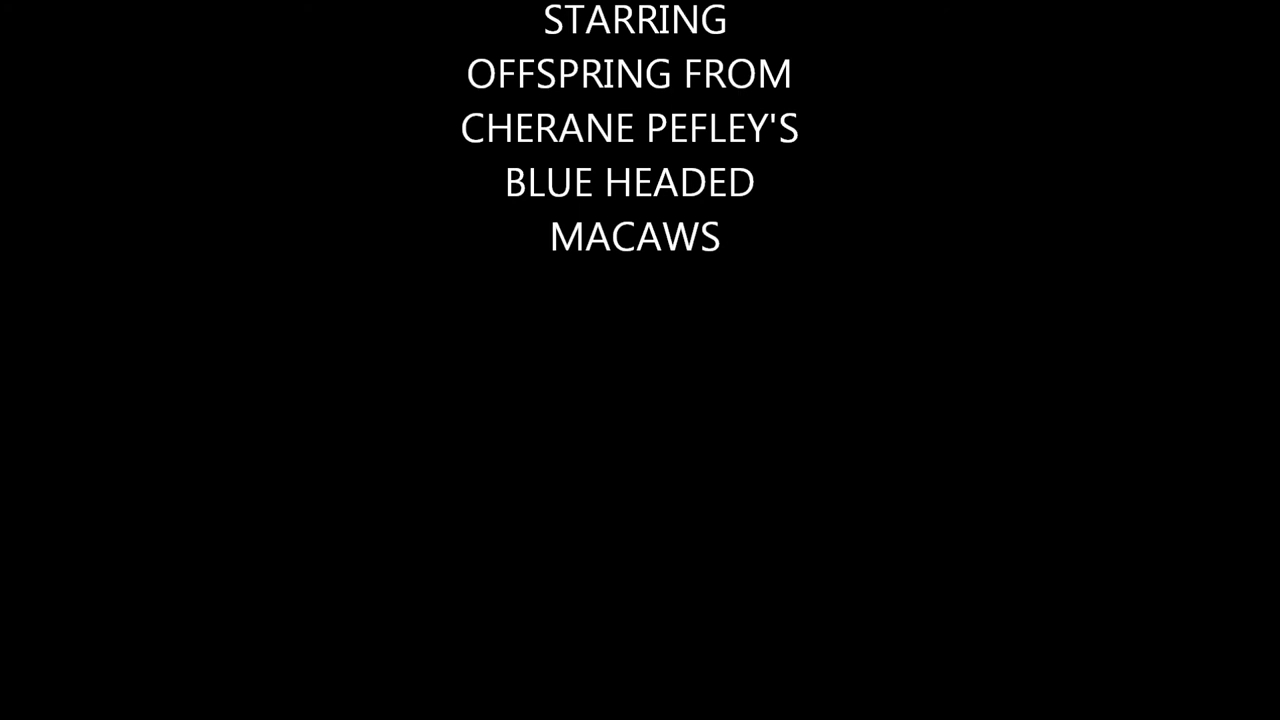 STARRING
OFFSPRING FROM
CHERANE PEFLEY'S
BLUE HEADED
MACAWS